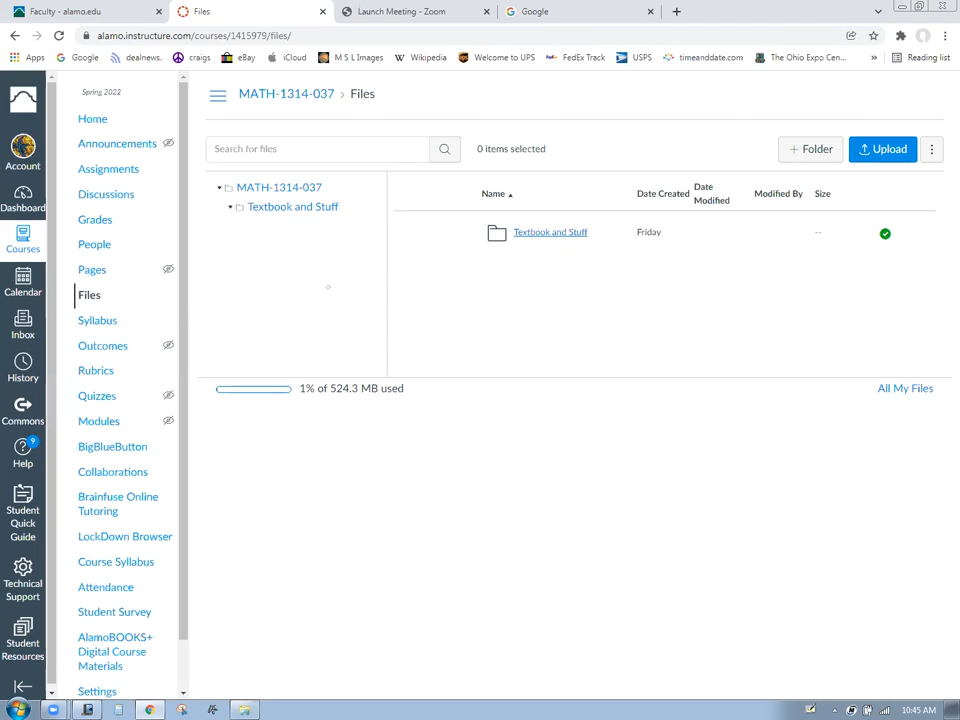 Faculty - alamo.edu
Files
Launch Meeting - Zoom
Google
alamo.instructure.com/courses/1415979/files/
Apps
Google
dealnews.
craigs
eBay
iCloud
M S L Images
Wikipedia
Welcome to UPS
FedEx Track
USPS
timeanddate.com
The Ohio Expo Cen...
Reading list
Account
Dashboard
Courses
Calendar
Inbox
History
Commons
9
Help
Student
Quick
Guide
Technical
Support
Student
Resources
Spring 2022
Home
Announcements
Assignments
Discussions
Grades
People
Pages
Files
Syllabus
Outcomes
Rubrics
Quizzes
Modules
BigBlueButton
Collaborations
Brainfuse Online
Tutoring
LockDown Browser
Course Syllabus
Attendance
Student Survey
AlamoBOOKS+
Digital Course
Materials
Settings
MATH-1314-037 › Files
Search for files
0 items selected
+ Folder
Upload
MATH-1314-037
Textbook and Stuff
Name
Date Created
Date
Modified
Modified By
Size
Textbook and Stuff
Friday
--
1% of 524.3 MB used
All My Files
10:45 AM